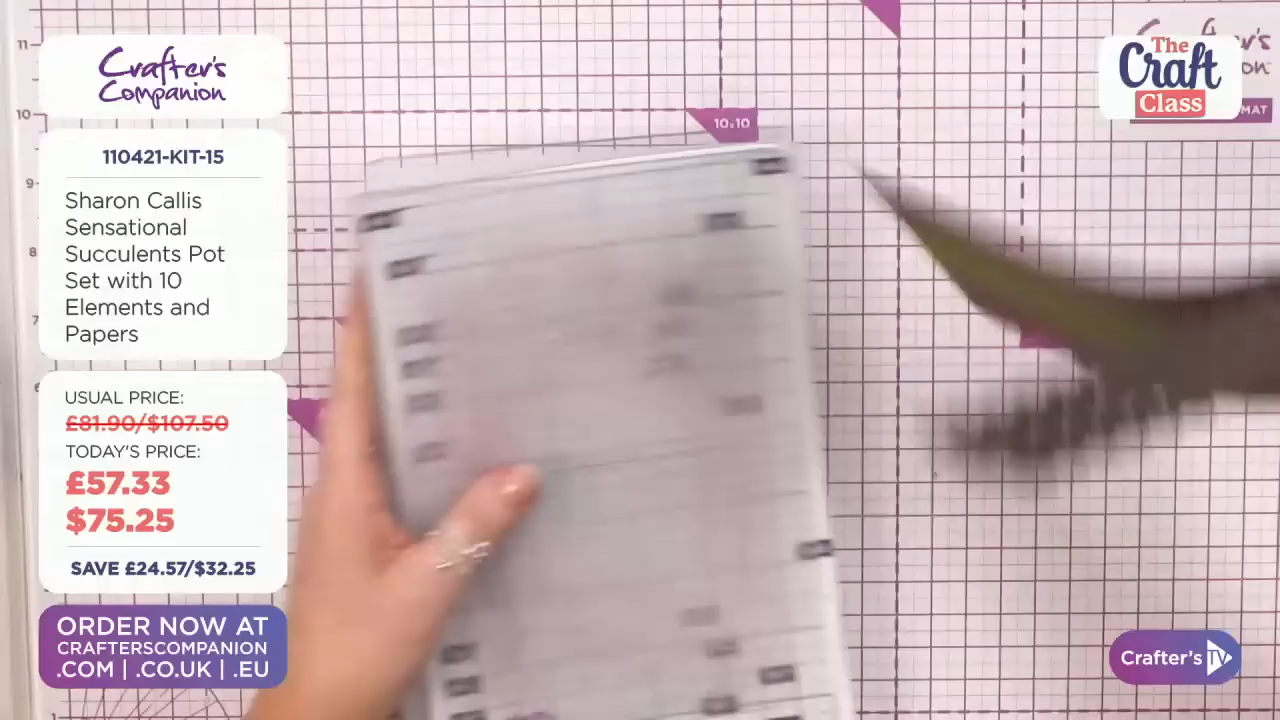 Crafter's
Companion
110421-KIT-15
Sharon Callis
Sensational
Succulents Pot
Set with 10
Elements and
Papers
USUAL PRICE:
£81.90/$107.50
TODAY'S PRICE:
£57.33
$75.25
SAVE £24.57/$32.25
ORDER NOW AT
CRAFTERSCOMPANION
.COM | .CO.UK | .EU
11
10
9
8
7
10:10
The
Craft
Class
MAT
Crafter's
TV